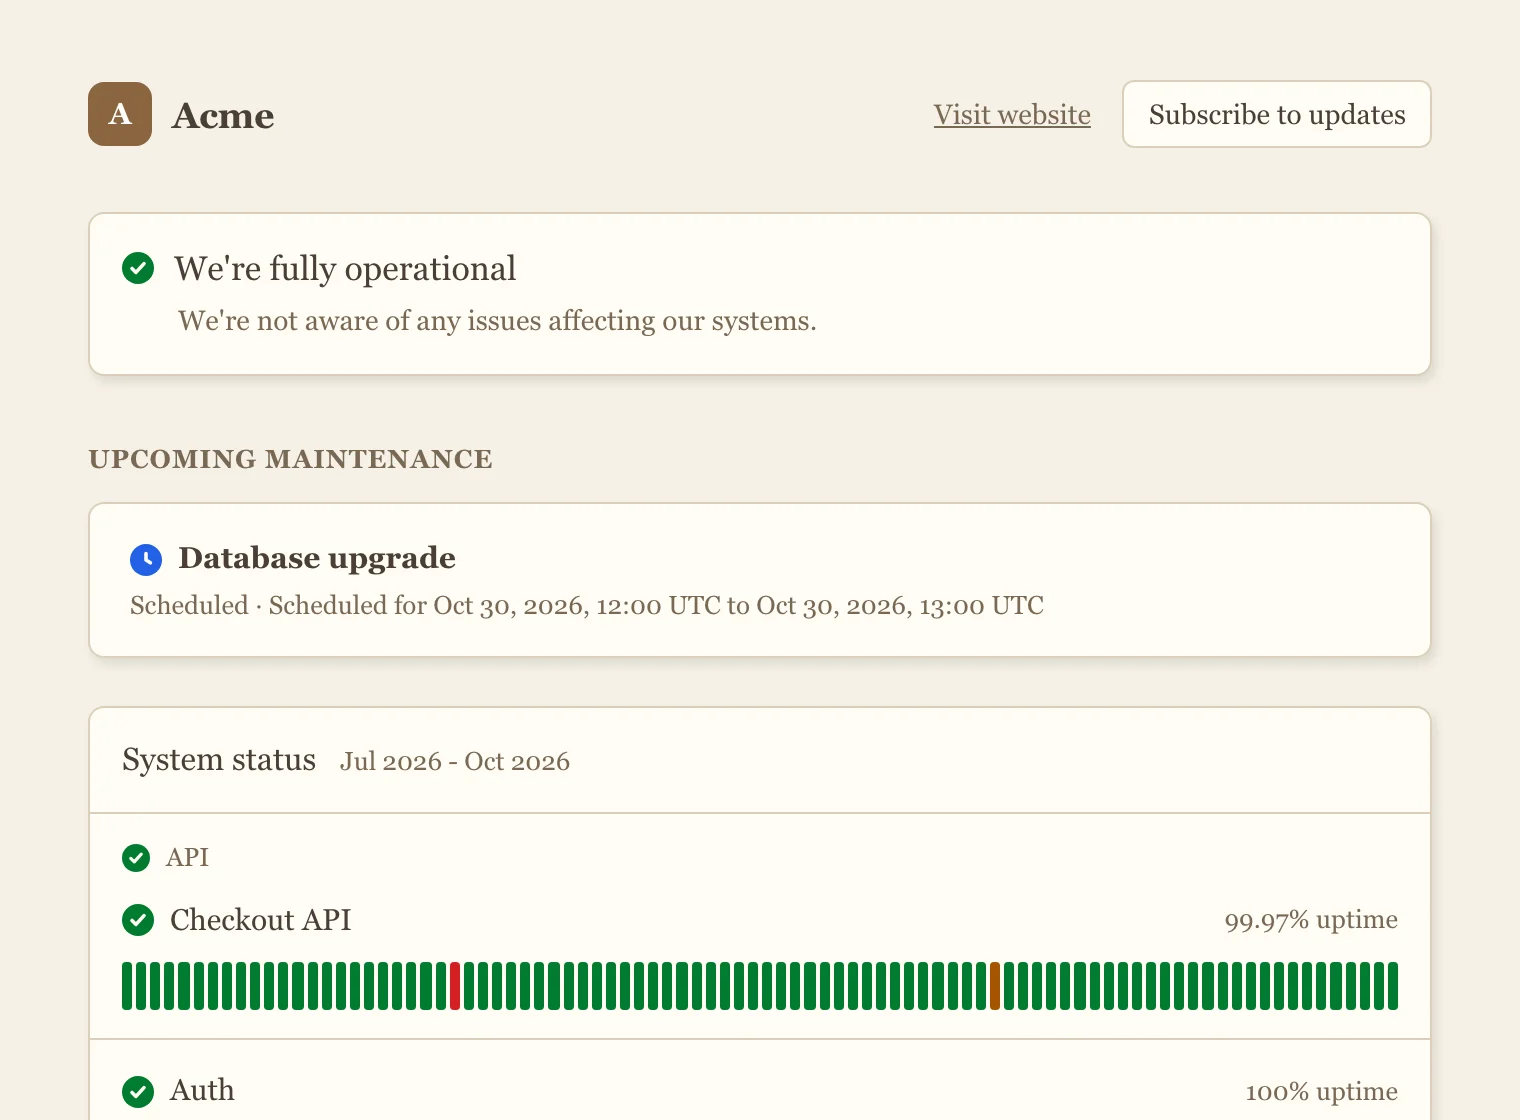 A
Acme
Visit website
Subscribe to updates
We're fully operational
We're not aware of any issues affecting our systems.
UPCOMING MAINTENANCE
Database upgrade
Scheduled · Scheduled for Oct 30, 2026, 12:00 UTC to Oct 30, 2026, 13:00 UTC
System status Jul 2026 - Oct 2026
API
Checkout API 99.97% uptime
Auth 100% uptime